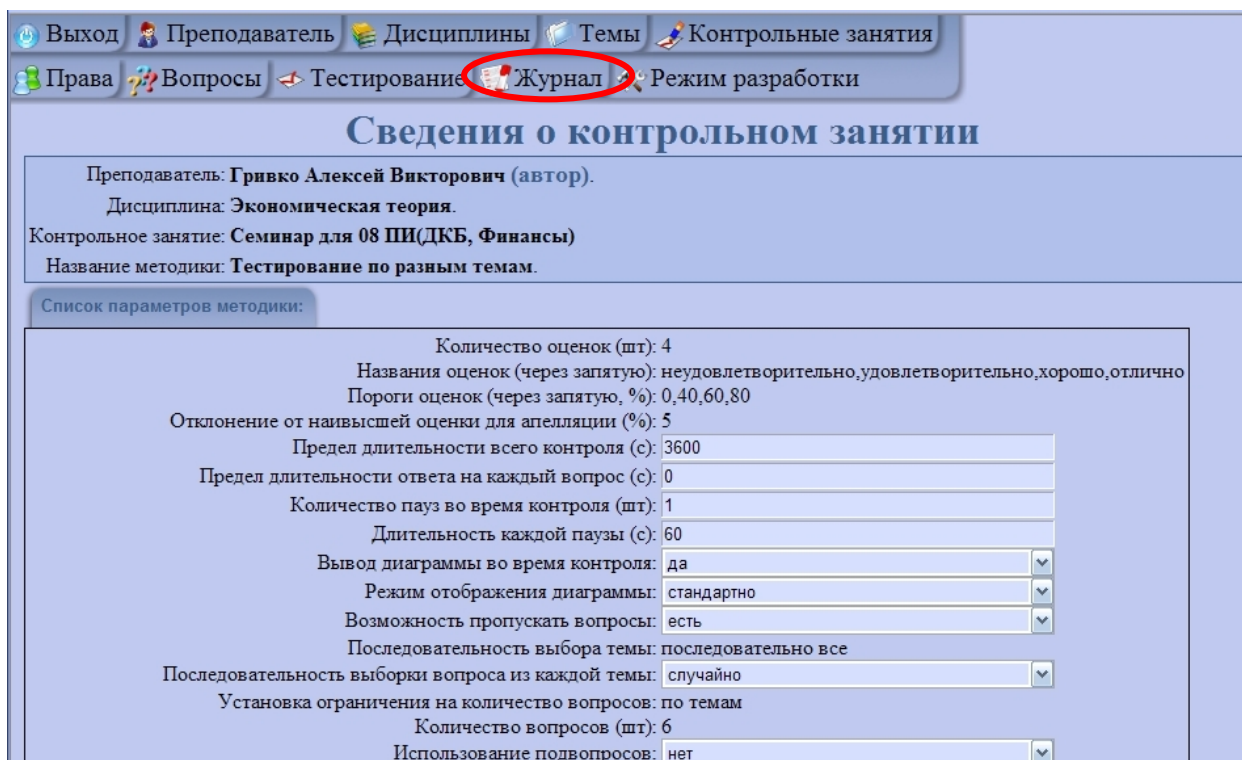 Выход Преподаватель Дисциплины Темы Контрольные занятия
Права Вопросы Тестирование Журнал Режим разработки
Сведения о контрольном занятии
Преподаватель: Гривко Алексей Викторович (автор).
Дисциплина: Экономическая теория.
Контрольное занятие: Семинар для 08 ПИ(ДКБ, Финансы)
Название методики: Тестирование по разным темам.
Список параметров методики:
Количество оценок (шт): 4
Названия оценок (через запятую): неудовлетворительно,удовлетворительно,хорошо,отлично
Пороги оценок (через запятую, %): 0,40,60,80
Отклонение от наивысшей оценки для апелляции (%): 5
Предел длительности всего контроля (с): 3600
Предел длительности ответа на каждый вопрос (с): 0
Количество пауз во время контроля (шт): 1
Длительность каждой паузы (с): 60
Вывод диаграммы во время контроля: да
Режим отображения диаграммы: стандартно
Возможность пропускать вопросы: есть
Последовательность выбора темы: последовательно все
Последовательность выборки вопроса из каждой темы: случайно
Установка ограничения на количество вопросов: по темам
Количество вопросов (шт): 6
Использование подвопросов: нет